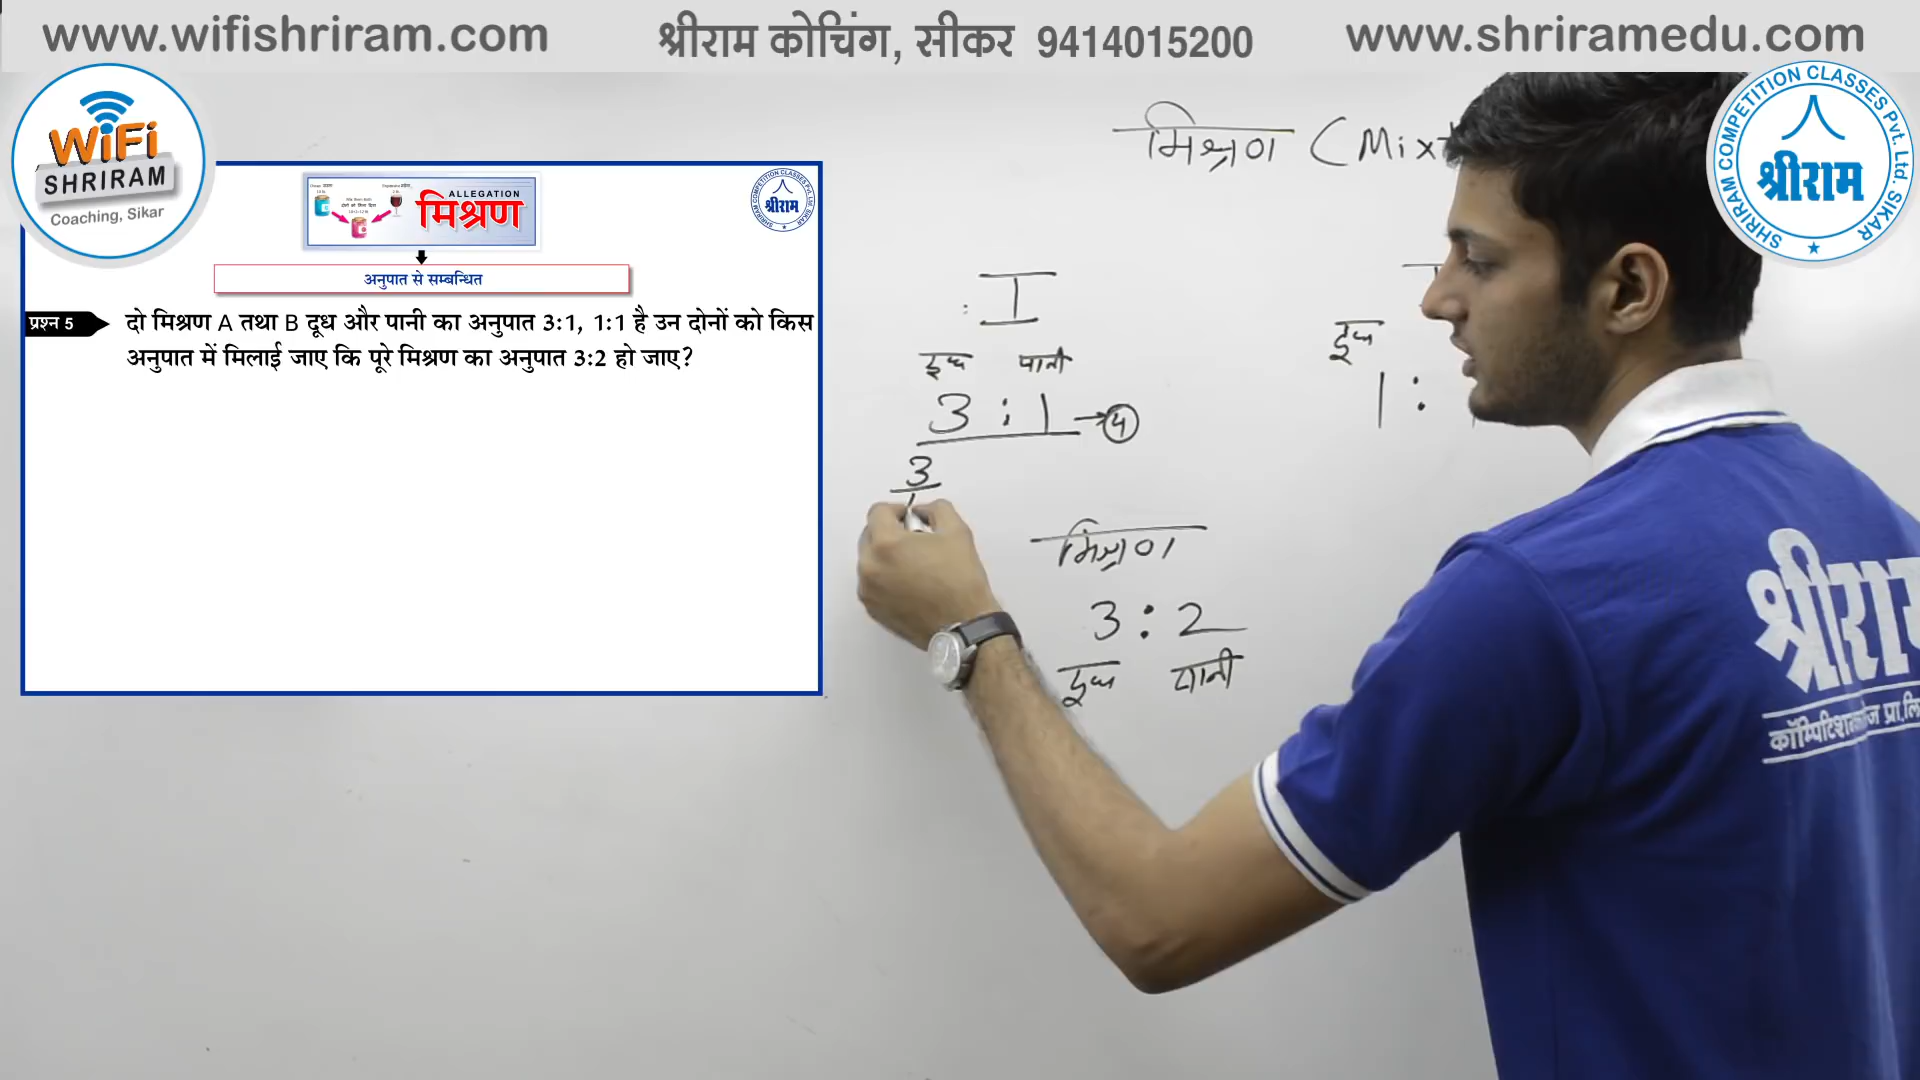 www.wifishriram.com
श्रीराम कोचिंग, सीकर 9414015200
www.shriramedu.com
WiFi
SHRIRAM
Coaching, Sikar
ALLEGATION
मिश्रण
श्रीराम
अनुपात से सम्बन्धित
प्रश्न 5
दो मिश्रण A तथा B दूध और पानी का अनुपात 3:1, 1:1 है उन दोनों को किस
अनुपात में मिलाई जाए कि पूरे मिश्रण का अनुपात 3:2 हो जाए?
मिश्रण (Mixt
I
दूध पानी
3 : 1 → 4
3
मिश्रण
3 : 2
दूध पानी
दूध
1 :
SHRIRAM COMPETITION CLASSES Pvt. Ltd. SIKAR
श्रीराम
श्रीरा